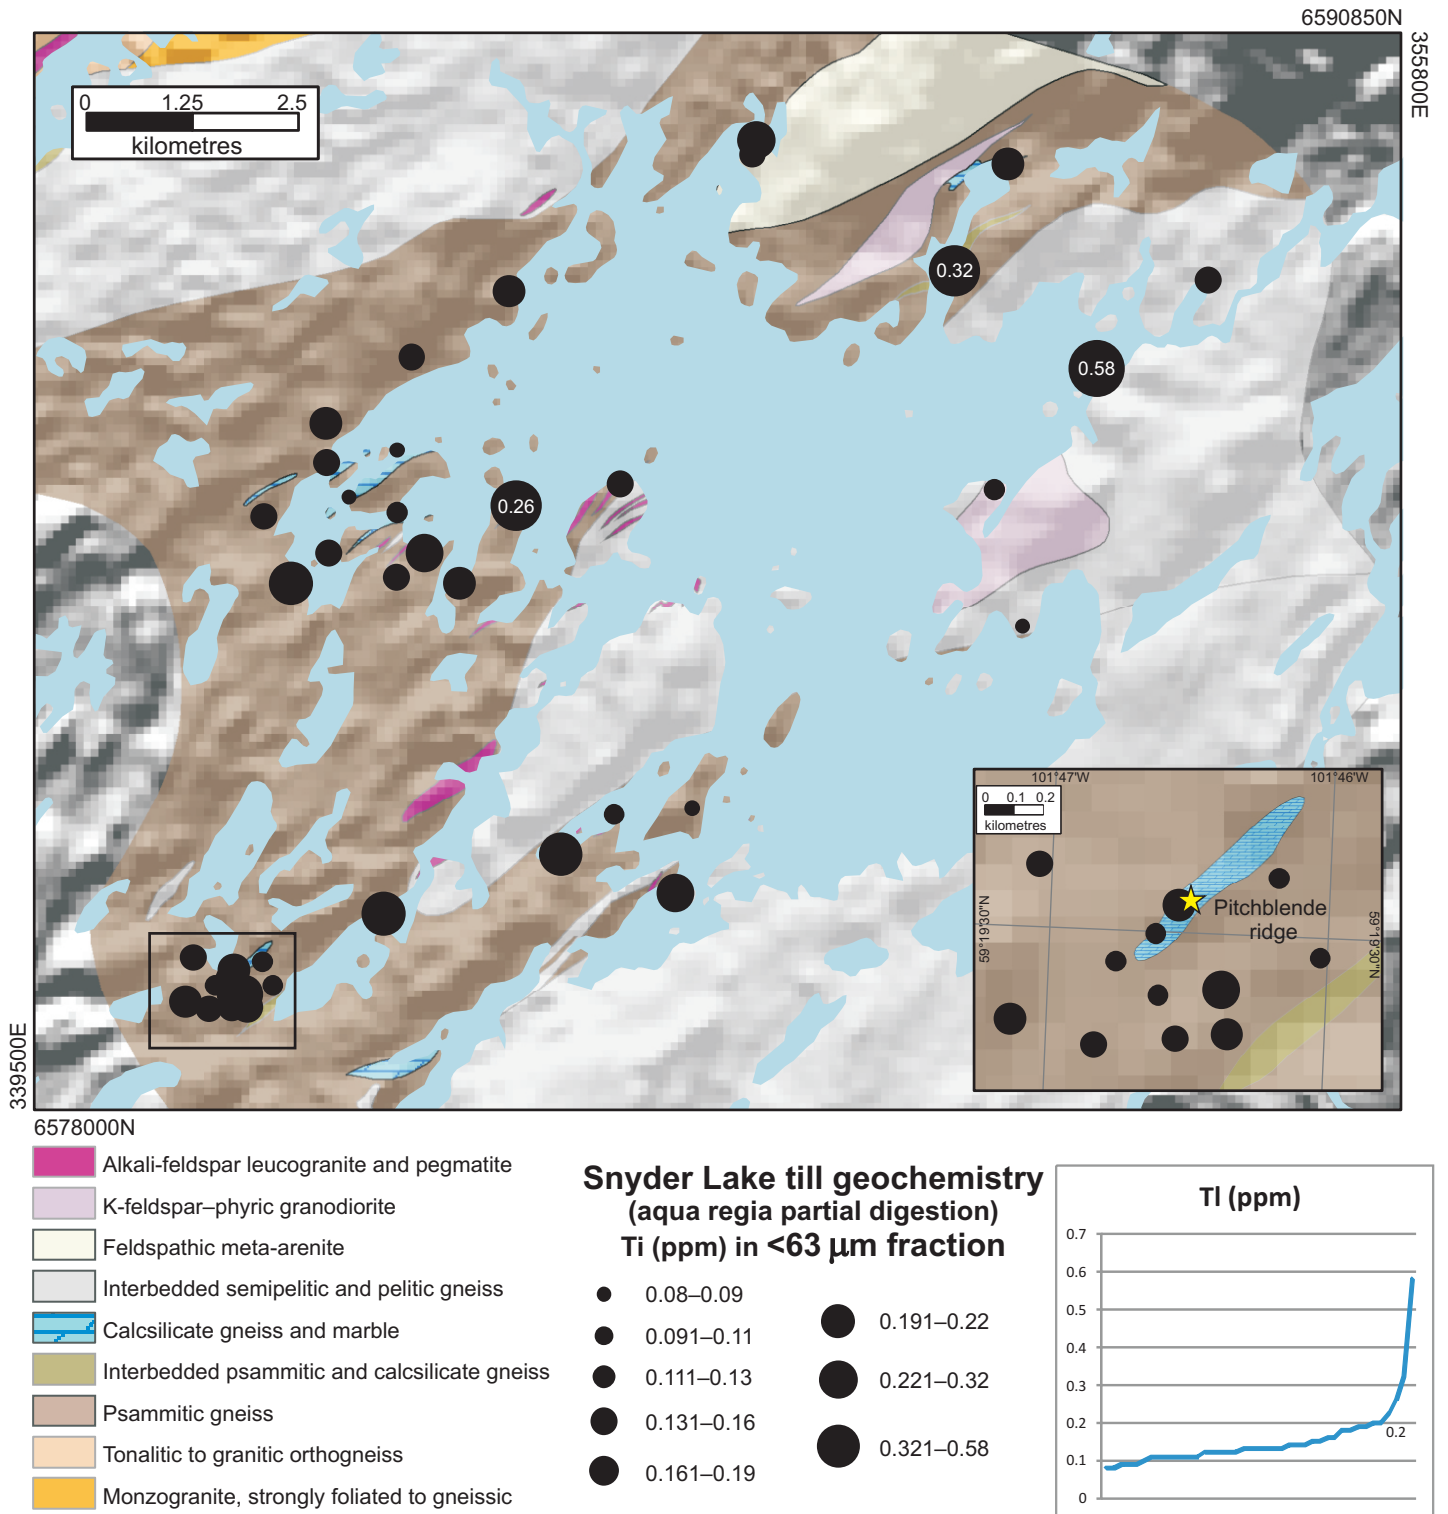 6590850N
355800E
0 1.25 2.5
kilometres
0.32
0.58
0.26
101°47'W 101°46'W
0 0.1 0.2
kilometres
59°19'30"N
59°19'30"N
Pitchblende
ridge
339500E
6578000N
Alkali-feldspar leucogranite and pegmatite
K-feldspar–phyric granodiorite
Feldspathic meta-arenite
Interbedded semipelitic and pelitic gneiss
Calcsilicate gneiss and marble
Interbedded psammitic and calcsilicate gneiss
Psammitic gneiss
Tonalitic to granitic orthogneiss
Monzogranite, strongly foliated to gneissic
Snyder Lake till geochemistry
(aqua regia partial digestion)
Ti (ppm) in <63 µm fraction
0.08–0.09
0.091–0.11
0.111–0.13
0.131–0.16
0.161–0.19
0.191–0.22
0.221–0.32
0.321–0.58
Tl (ppm)
0.7
0.6
0.5
0.4
0.3
0.2
0.1
0
0.2